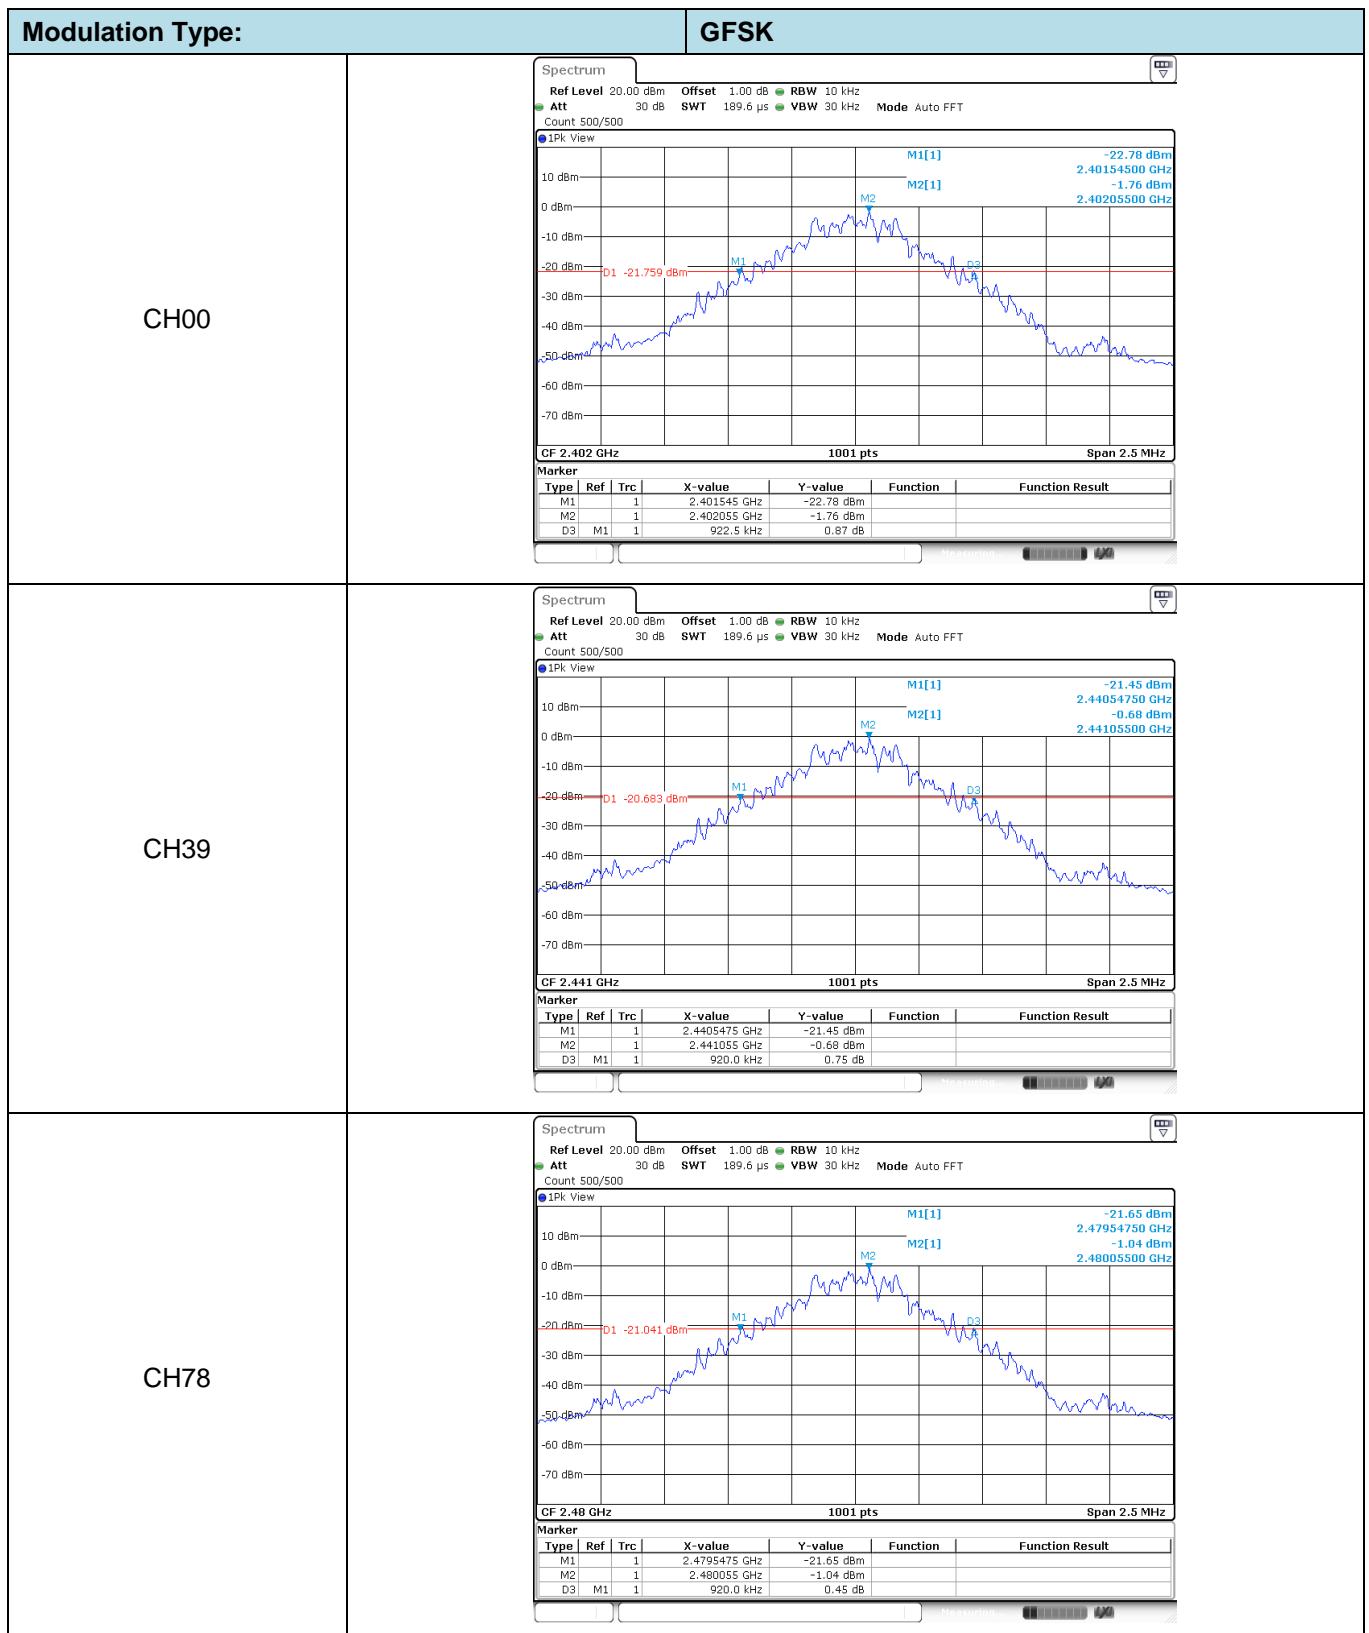 Modulation Type: GFSK
CH00
Spectrum
Ref Level 20.00 dBm Offset 1.00 dB RBW 10 kHz
Att 30 dB SWT 189.6 µs VBW 30 kHz Mode Auto FFT
Count 500/500
1Pk View
M1[1] -22.78 dBm
2.40154500 GHz
10 dBm
M2[1] -1.76 dBm
M2 2.40205500 GHz
0 dBm
-10 dBm
M1
D3
-20 dBm
D1 -21.759 dBm
-30 dBm
-40 dBm
-50 dBm
-60 dBm
-70 dBm
CF 2.402 GHz 1001 pts Span 2.5 MHz
Marker
Type Ref Trc X-value Y-value Function Function Result
M1 1 2.401545 GHz -22.78 dBm
M2 1 2.402055 GHz -1.76 dBm
D3 M1 1 922.5 kHz 0.87 dB
Measuring...
CH39
Spectrum
Ref Level 20.00 dBm Offset 1.00 dB RBW 10 kHz
Att 30 dB SWT 189.6 µs VBW 30 kHz Mode Auto FFT
Count 500/500
1Pk View
M1[1] -21.45 dBm
2.44054750 GHz
10 dBm
M2[1] -0.68 dBm
M2 2.44105500 GHz
0 dBm
-10 dBm
M1
D3
-20 dBm
D1 -20.683 dBm
-30 dBm
-40 dBm
-50 dBm
-60 dBm
-70 dBm
CF 2.441 GHz 1001 pts Span 2.5 MHz
Marker
Type Ref Trc X-value Y-value Function Function Result
M1 1 2.4405475 GHz -21.45 dBm
M2 1 2.441055 GHz -0.68 dBm
D3 M1 1 920.0 kHz 0.75 dB
Measuring...
CH78
Spectrum
Ref Level 20.00 dBm Offset 1.00 dB RBW 10 kHz
Att 30 dB SWT 189.6 µs VBW 30 kHz Mode Auto FFT
Count 500/500
1Pk View
M1[1] -21.65 dBm
2.47954750 GHz
10 dBm
M2[1] -1.04 dBm
M2 2.48005500 GHz
0 dBm
-10 dBm
M1
D3
-20 dBm
D1 -21.041 dBm
-30 dBm
-40 dBm
-50 dBm
-60 dBm
-70 dBm
CF 2.48 GHz 1001 pts Span 2.5 MHz
Marker
Type Ref Trc X-value Y-value Function Function Result
M1 1 2.4795475 GHz -21.65 dBm
M2 1 2.480055 GHz -1.04 dBm
D3 M1 1 920.0 kHz 0.45 dB
Measuring...